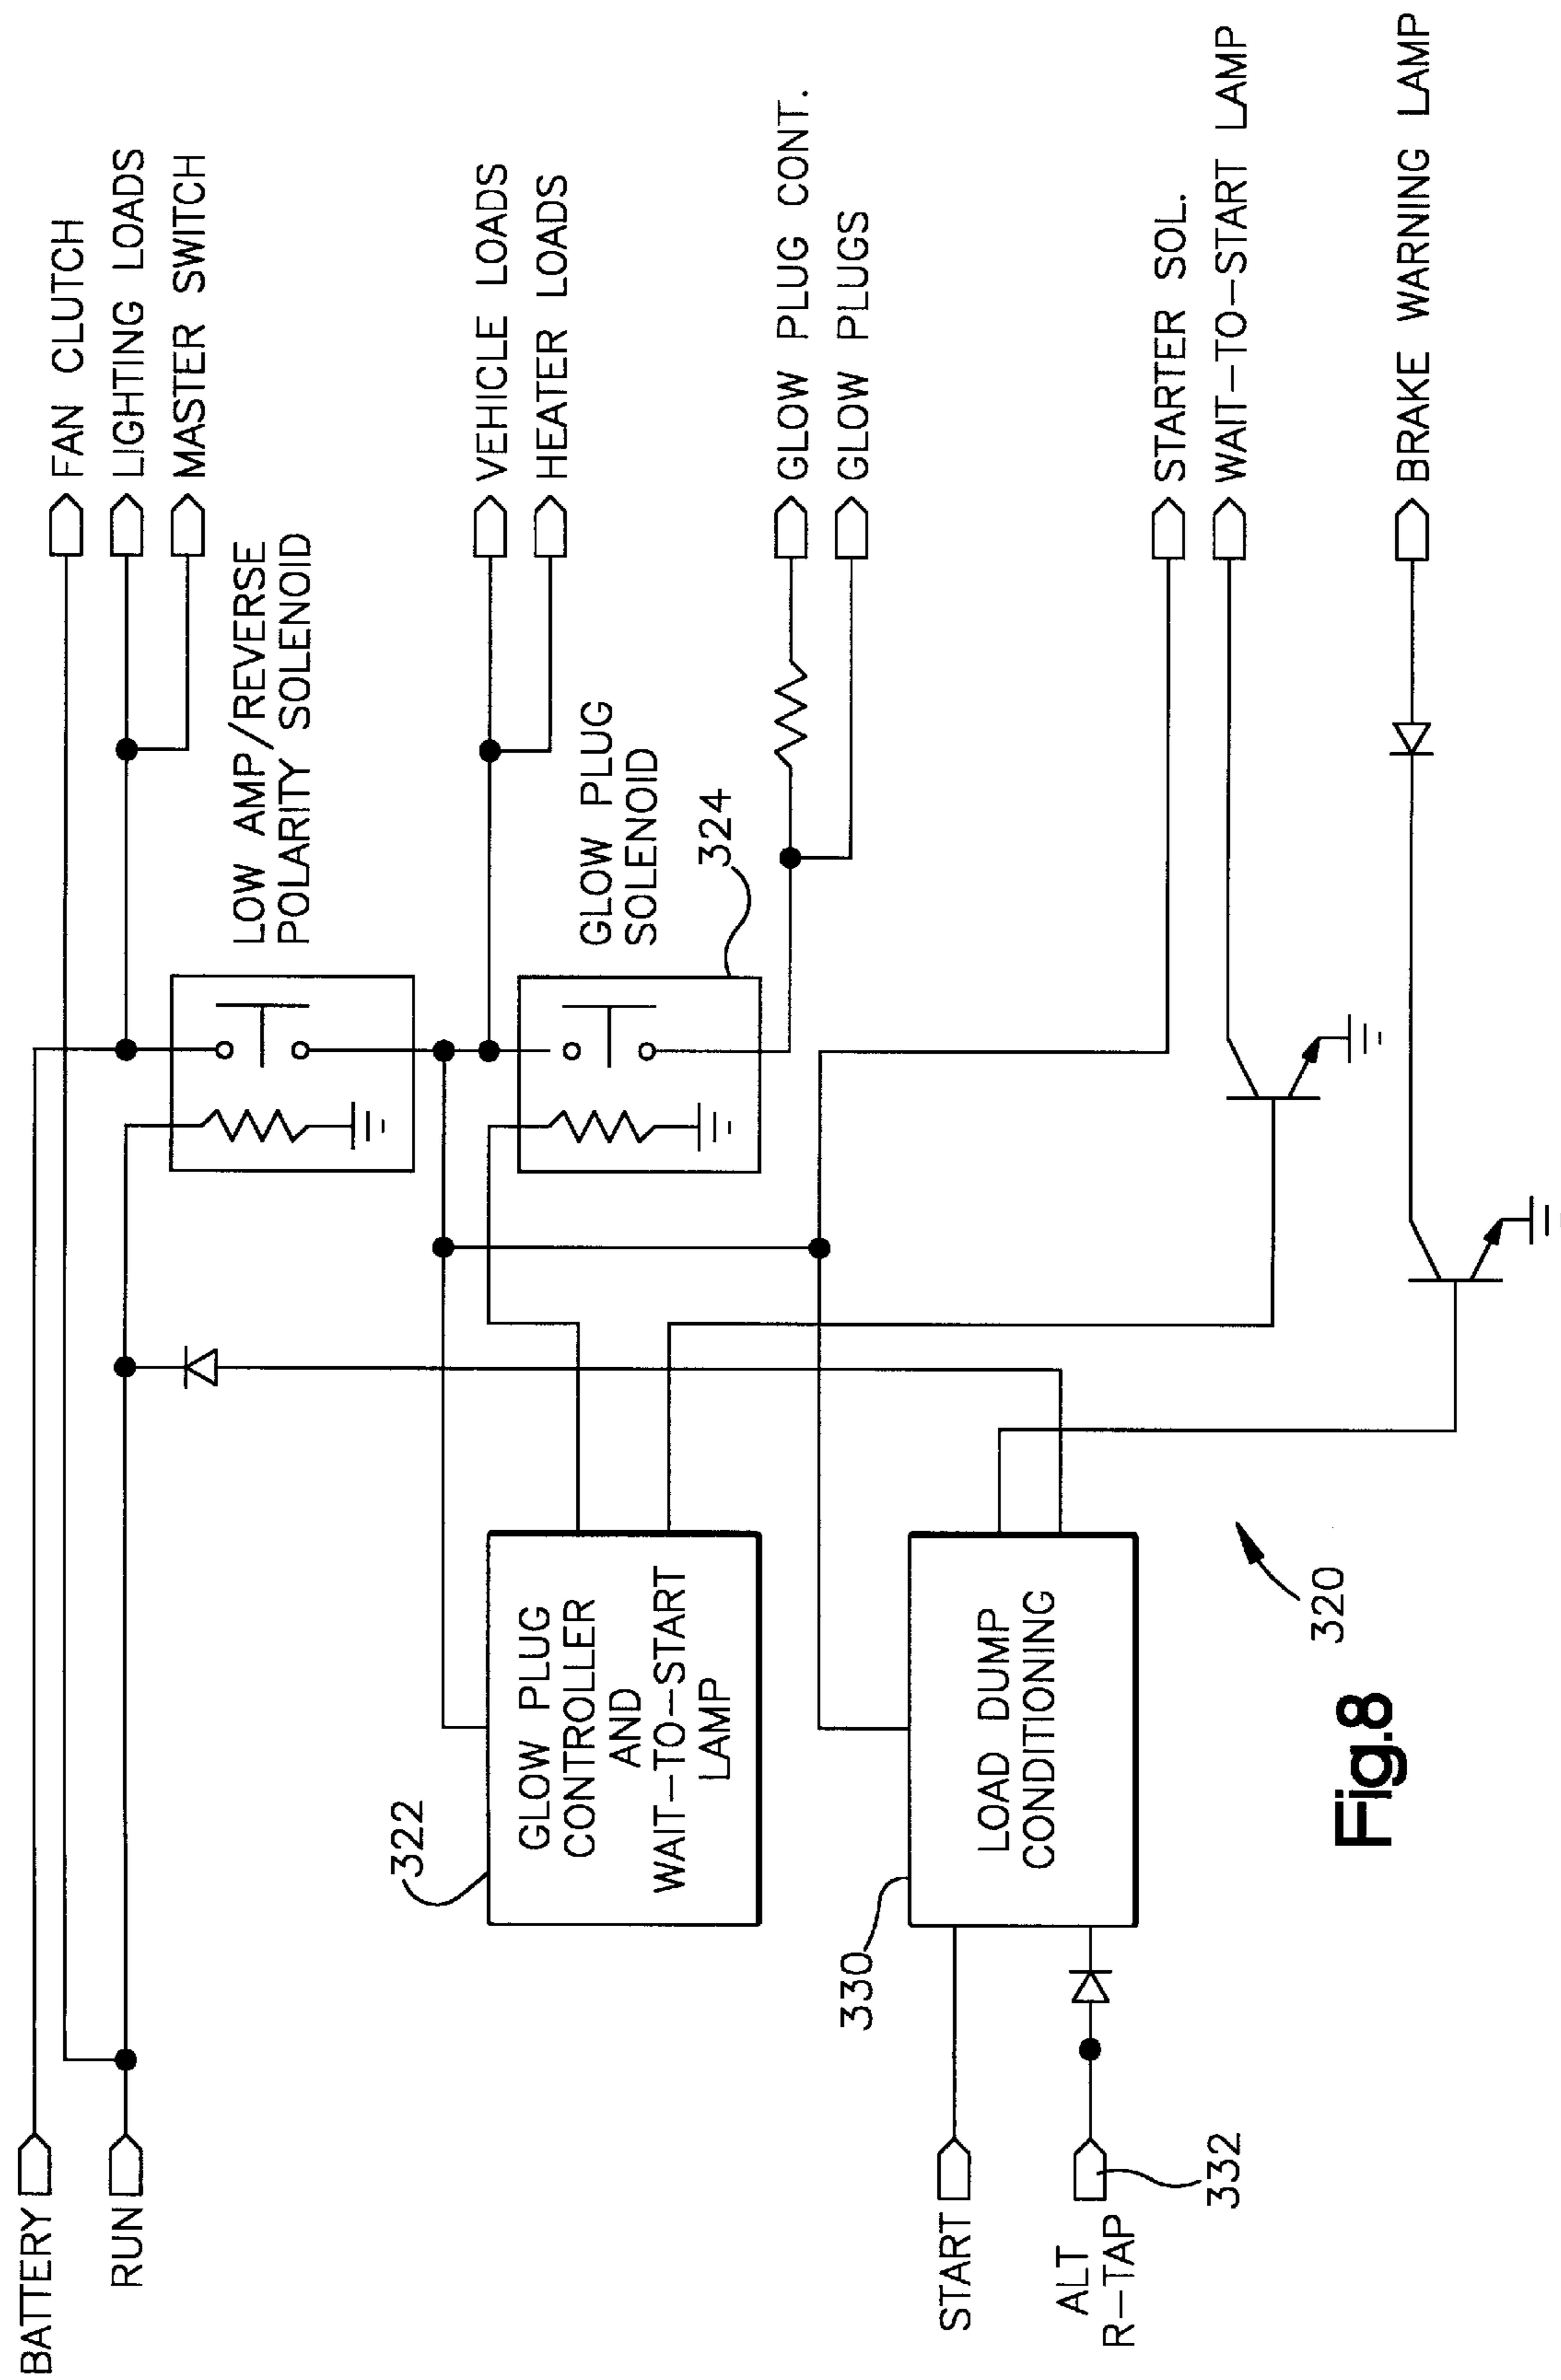 BATTERY
RUN
FAN CLUTCH
LIGHTING LOADS
MASTER SWITCH
LOW AMP/REVERSE
POLARITY SOLENOID
VEHICLE LOADS
HEATER LOADS
GLOW PLUG
SOLENOID
324
GLOW PLUG CONT.
GLOW PLUGS
322
GLOW PLUG
CONTROLLER
AND
WAIT-TO-START
LAMP
STARTER SOL.
WAIT-TO-START LAMP
BRAKE WARNING LAMP
330
LOAD DUMP
CONDITIONING
START
ALT
R-TAP
332
320
Fig.8